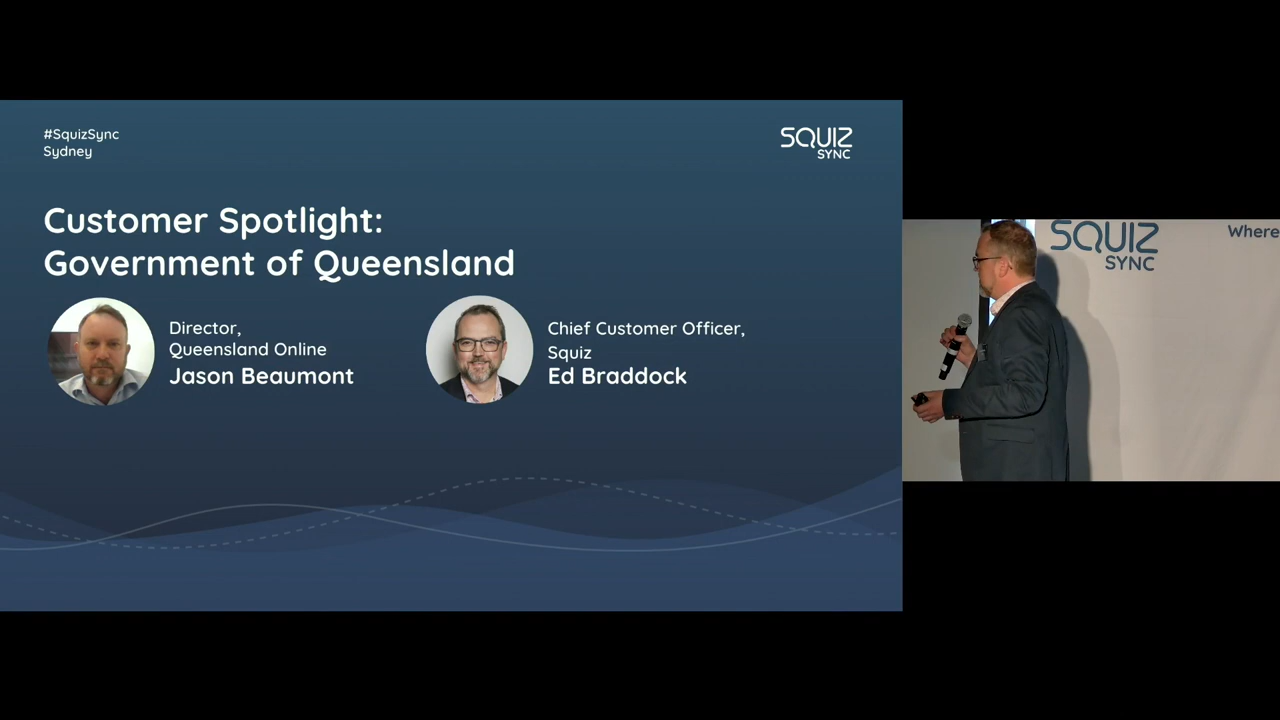 #SquizSync
Sydney
SQUIZ
SYNC
Customer Spotlight:
Government of Queensland
Director,
Queensland Online
Jason Beaumont
Chief Customer Officer,
Squiz
Ed Braddock
SQUIZ
SYNC
Where